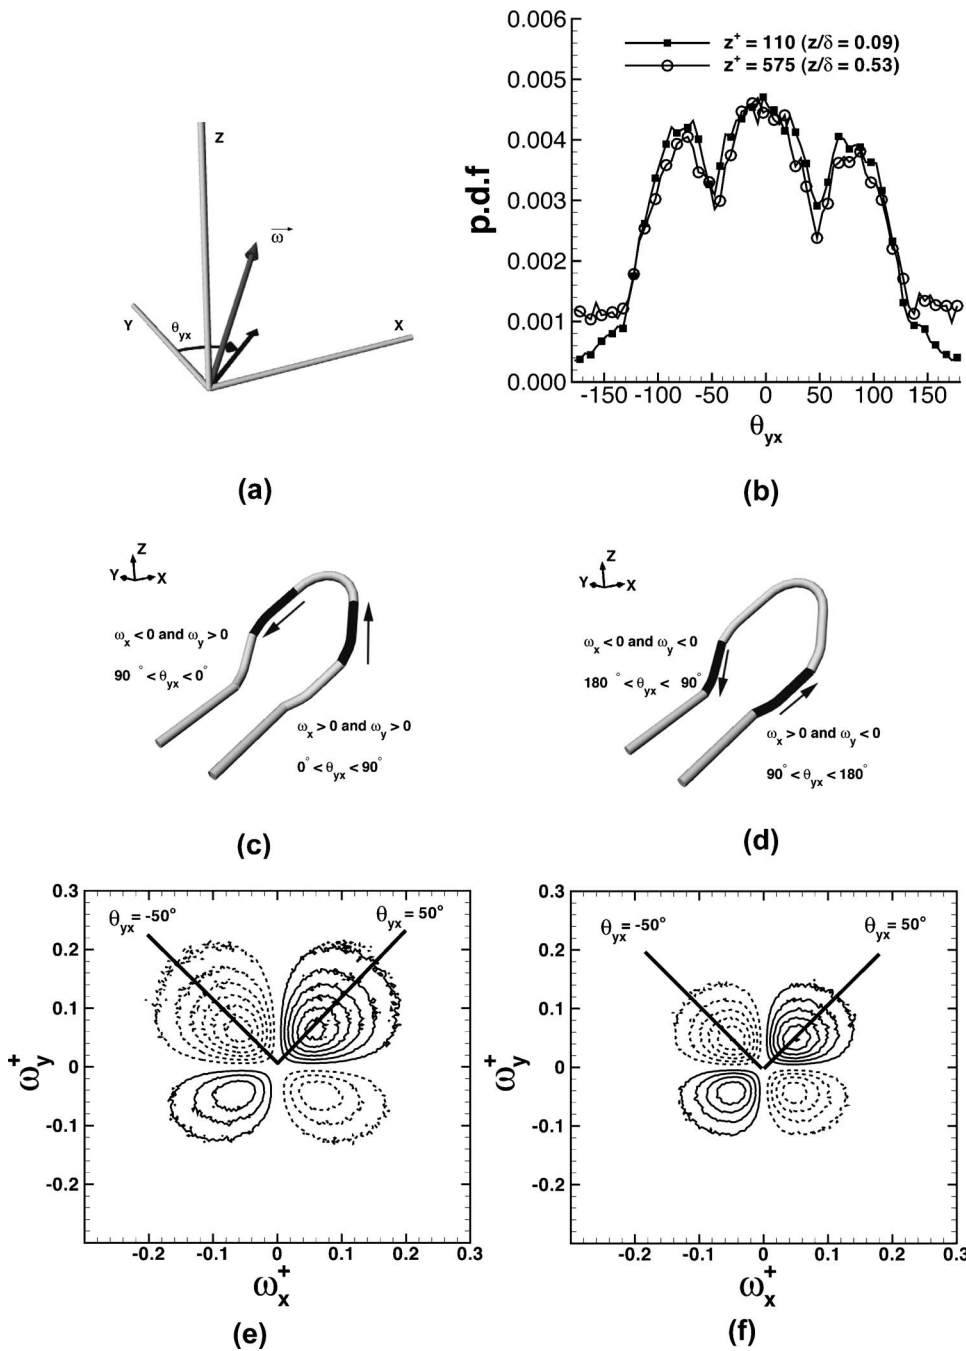 Z
ω
Y
θyx
X
(a)
0.006
0.005
0.004
0.003
0.002
0.001
0.000
p.d.f
z+ = 110 (z/δ = 0.09)
z+ = 575 (z/δ = 0.53)
-150 -100 -50 0 50 100 150
θyx
(b)
Z
Y X
ωx < 0 and ωy > 0
90 ° < θyx < 0°
ωx > 0 and ωy > 0
0° < θyx < 90°
(c)
Z
Y X
ωx < 0 and ωy < 0
180 ° < θyx < 90°
ωx > 0 and ωy < 0
90° < θyx < 180°
(d)
0.3
0.2
0.1
0
-0.1
-0.2
ωy+
θyx = -50°
θyx = 50°
-0.2 -0.1 0 0.1 0.2 0.3
ωx+
(e)
0.3
0.2
0.1
0
-0.1
-0.2
ωy+
θyx = -50°
θyx = 50°
-0.2 -0.1 0 0.1 0.2 0.3
ωx+
(f)